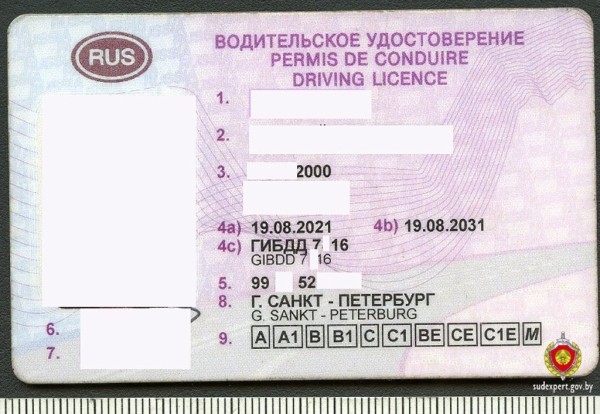 RUS
ВОДИТЕЛЬСКОЕ УДОСТОВЕРЕНИЕ
PERMIS DE CONDUIRE
DRIVING LICENCE
1.
2.
3. 2000
4a) 19.08.2021 4b) 19.08.2031
4c) ГИБДД 7 16
GIBDD 7 16
5. 99 52
8. Г. САНКТ - ПЕТЕРБУРГ
G. SANKT - PETERBURG
6.
7.
9. A A1 B B1 C C1 BE CE C1E M
sudexpert.gov.by